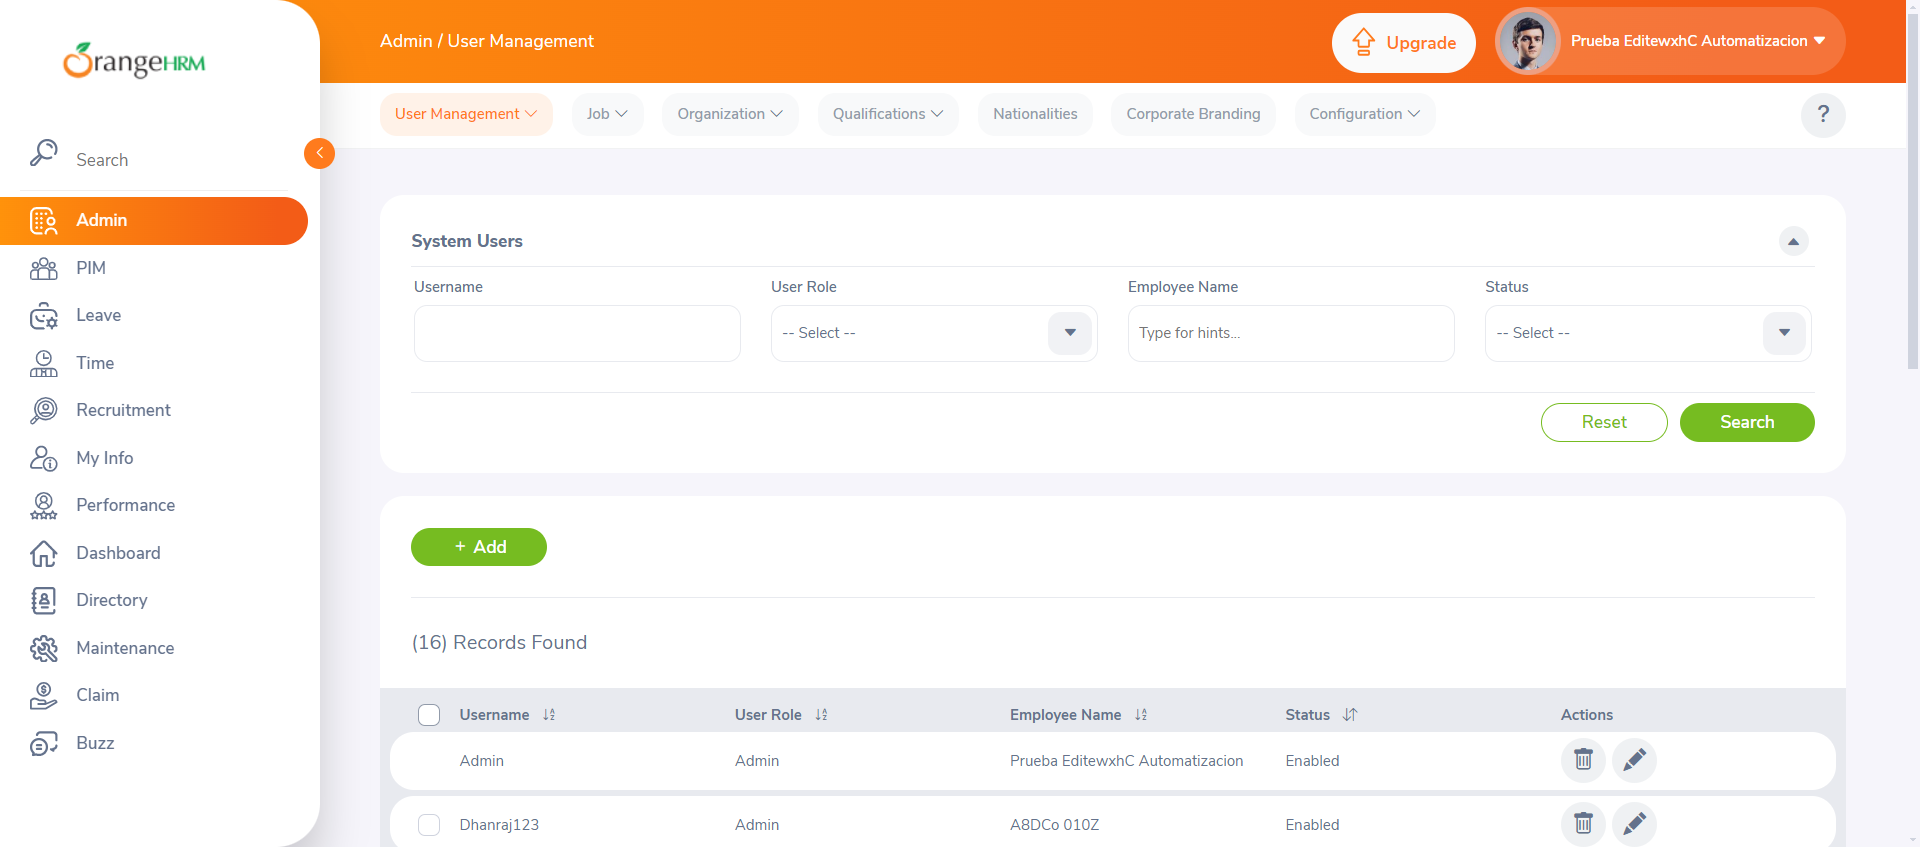 Admin / User Management
Upgrade
Prueba EditewxhC Automatizacion
OrangeHRM
Search
Admin
PIM
Leave
Time
Recruitment
My Info
Performance
Dashboard
Directory
Maintenance
Claim
Buzz
User Management
Job
Organization
Qualifications
Nationalities
Corporate Branding
Configuration
?
System Users
Username
User Role
Employee Name
Status
-- Select --
Type for hints...
-- Select --
Reset
Search
+ Add
(16) Records Found
Username
User Role
Employee Name
Status
Actions
Admin
Admin
Prueba EditewxhC Automatizacion
Enabled
Dhanraj123
Admin
A8DCo 010Z
Enabled